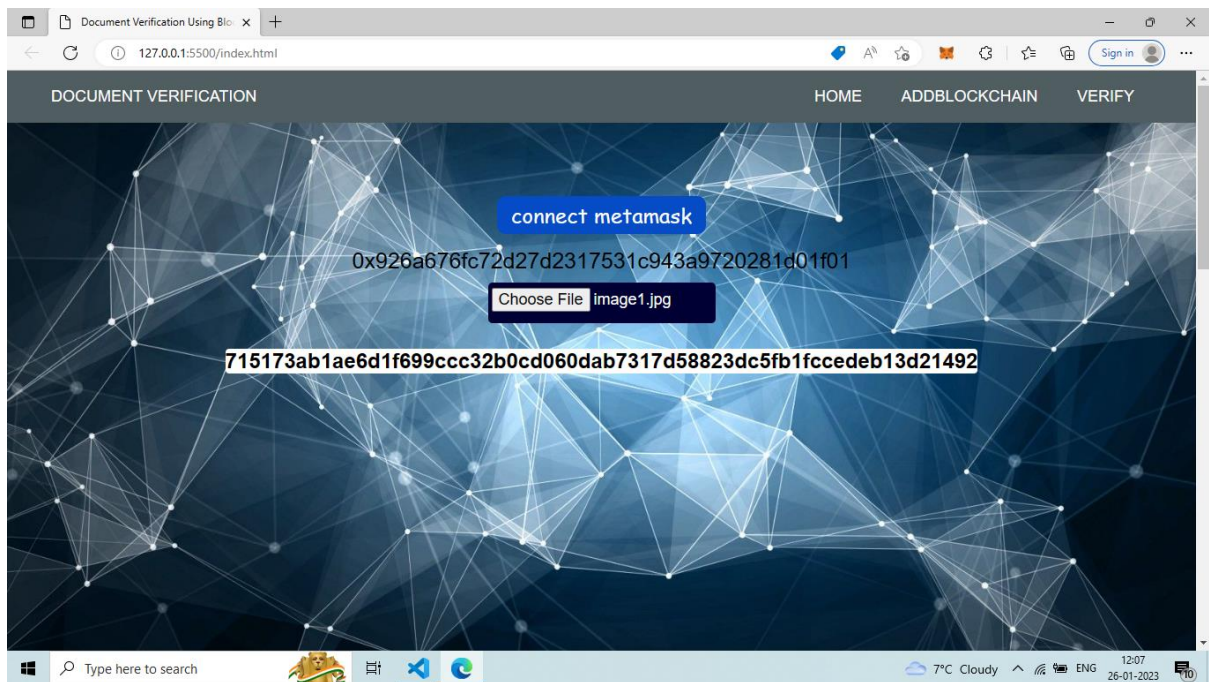 Document Verification Using Blo
127.0.0.1:5500/index.html
Sign in
DOCUMENT VERIFICATION HOME ADDBLOCKCHAIN VERIFY
connect metamask
0x926a676fc72d27d2317531c943a9720281d01f01
Choose File image1.jpg
715173ab1ae6d1f699ccc32b0cd060dab7317d58823dc5fb1fccedeb13d21492
Type here to search 7°C Cloudy ENG 12:07
26-01-2023 10